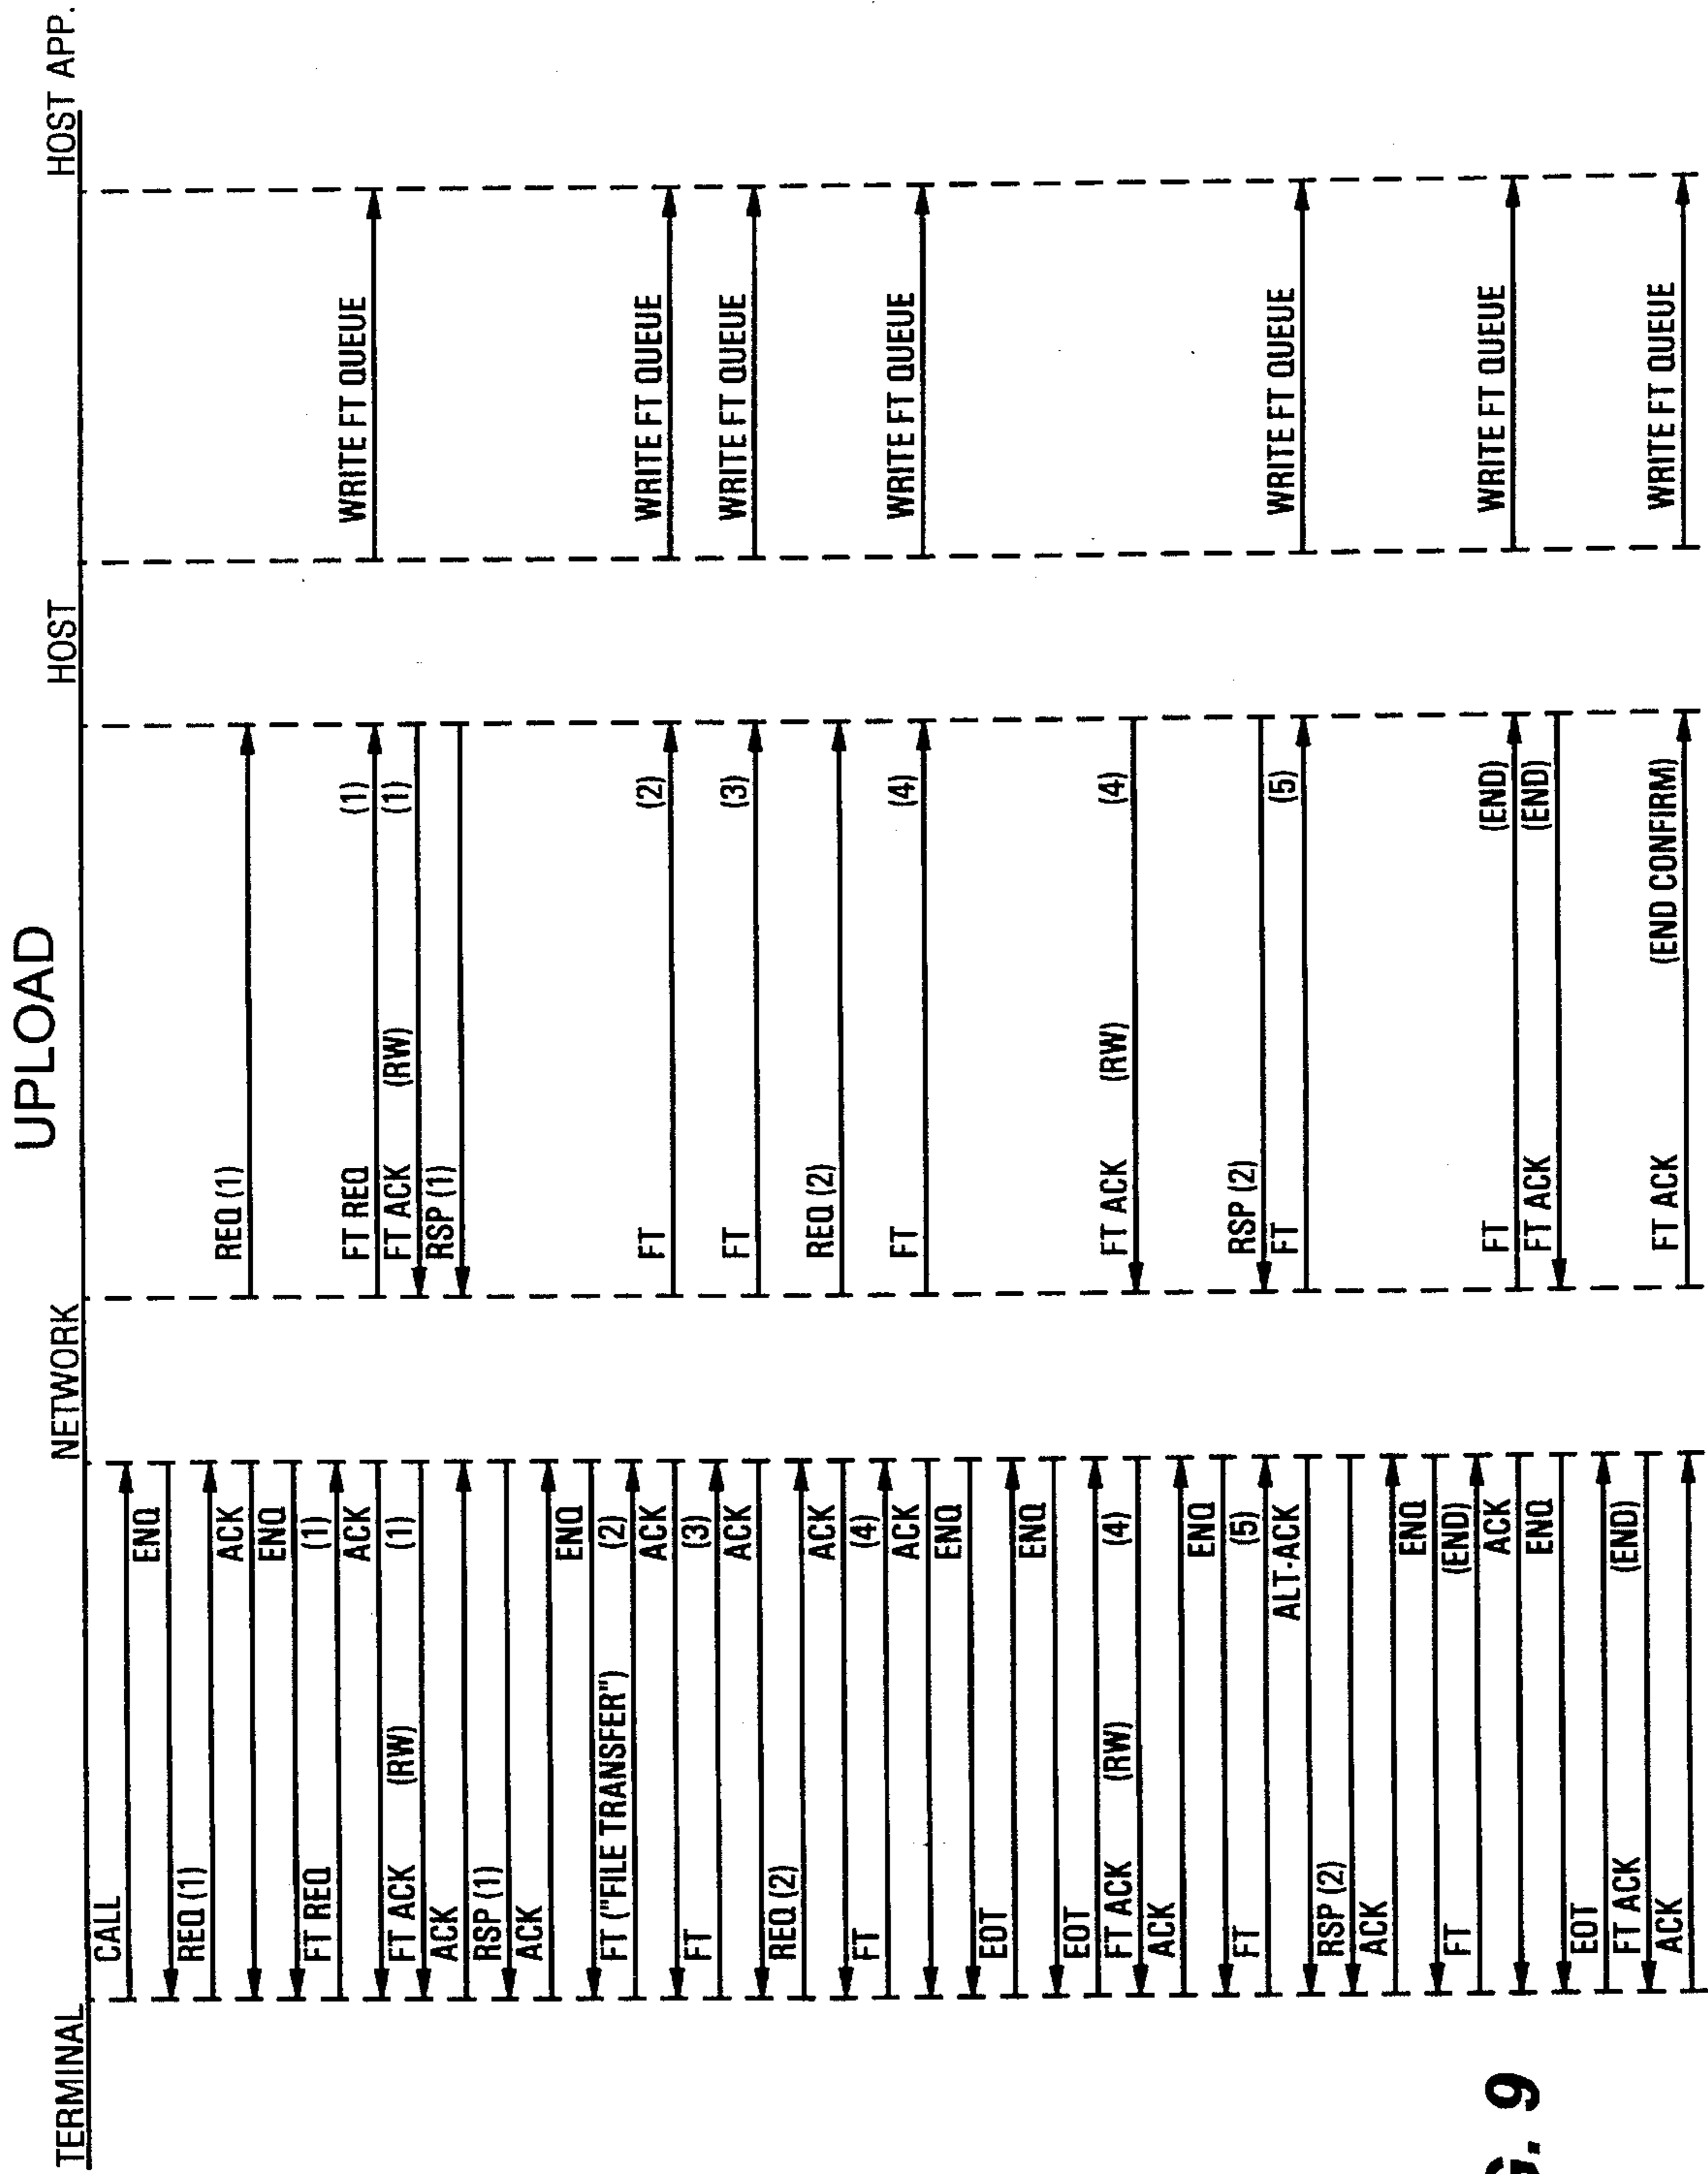 UPLOAD
TERMINAL NETWORK HOST HOST APP.
CALL
ENQ
REQ (1)
ACK REQ (1)
ENQ
FT REQ (1)
ACK FT REQ (1) WRITE FT QUEUE
FT ACK (RW) (1) FT ACK (RW) (1)
ACK RSP (1)
RSP (1)
ACK
ENQ
FT ("FILE TRANSFER") (2)
ACK FT (2) WRITE FT QUEUE
FT (3)
ACK FT (3) WRITE FT QUEUE
REQ (2)
ACK REQ (2)
FT (4)
ACK FT (4) WRITE FT QUEUE
ENQ
EOT
ENQ
EOT
FT ACK (RW) (4) FT ACK (RW) (4)
ACK
ENQ
FT (5) RSP (2)
ALT-ACK FT (5) WRITE FT QUEUE
RSP (2)
ACK
ENQ
FT (END)
ACK FT (END) WRITE FT QUEUE
ENQ FT ACK (END)
EOT
FT ACK (END)
ACK FT ACK (END CONFIRM) WRITE FT QUEUE
G. 9